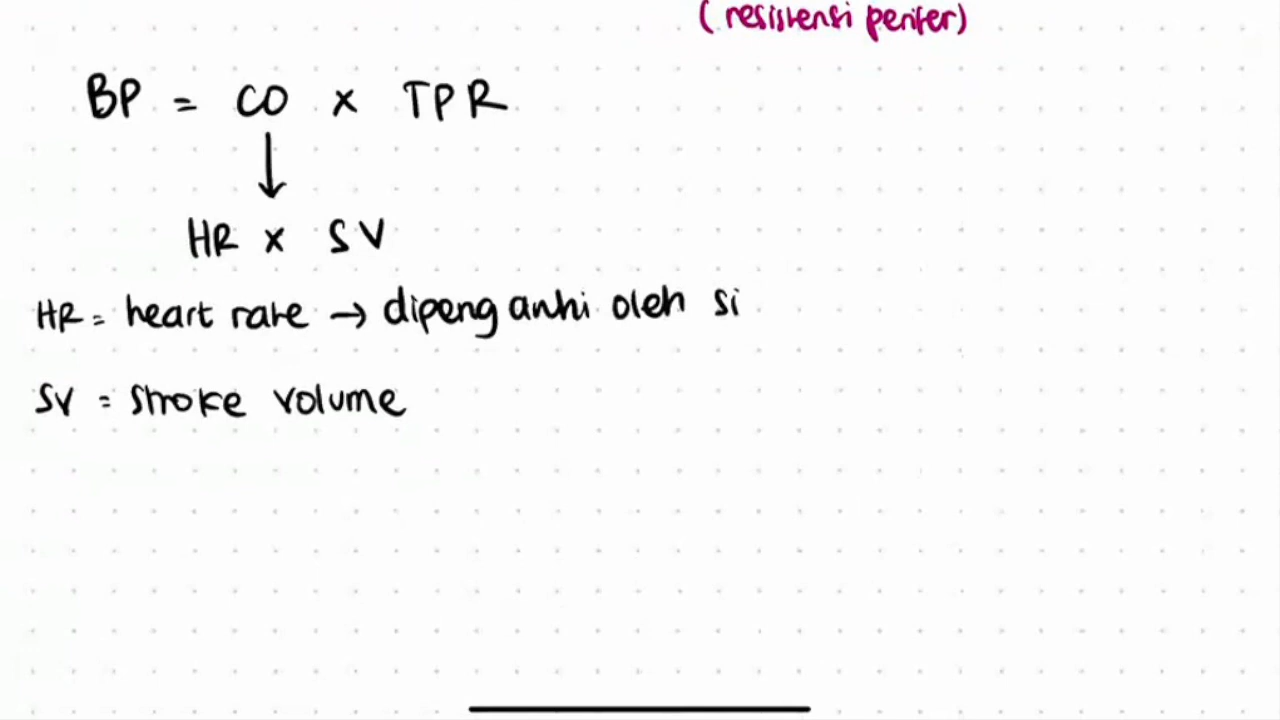 (resistensi perifer)
BP = CO x TPR
↓
HR x SV
HR = heart rate → dipengaruhi oleh si
SV = stroke volume